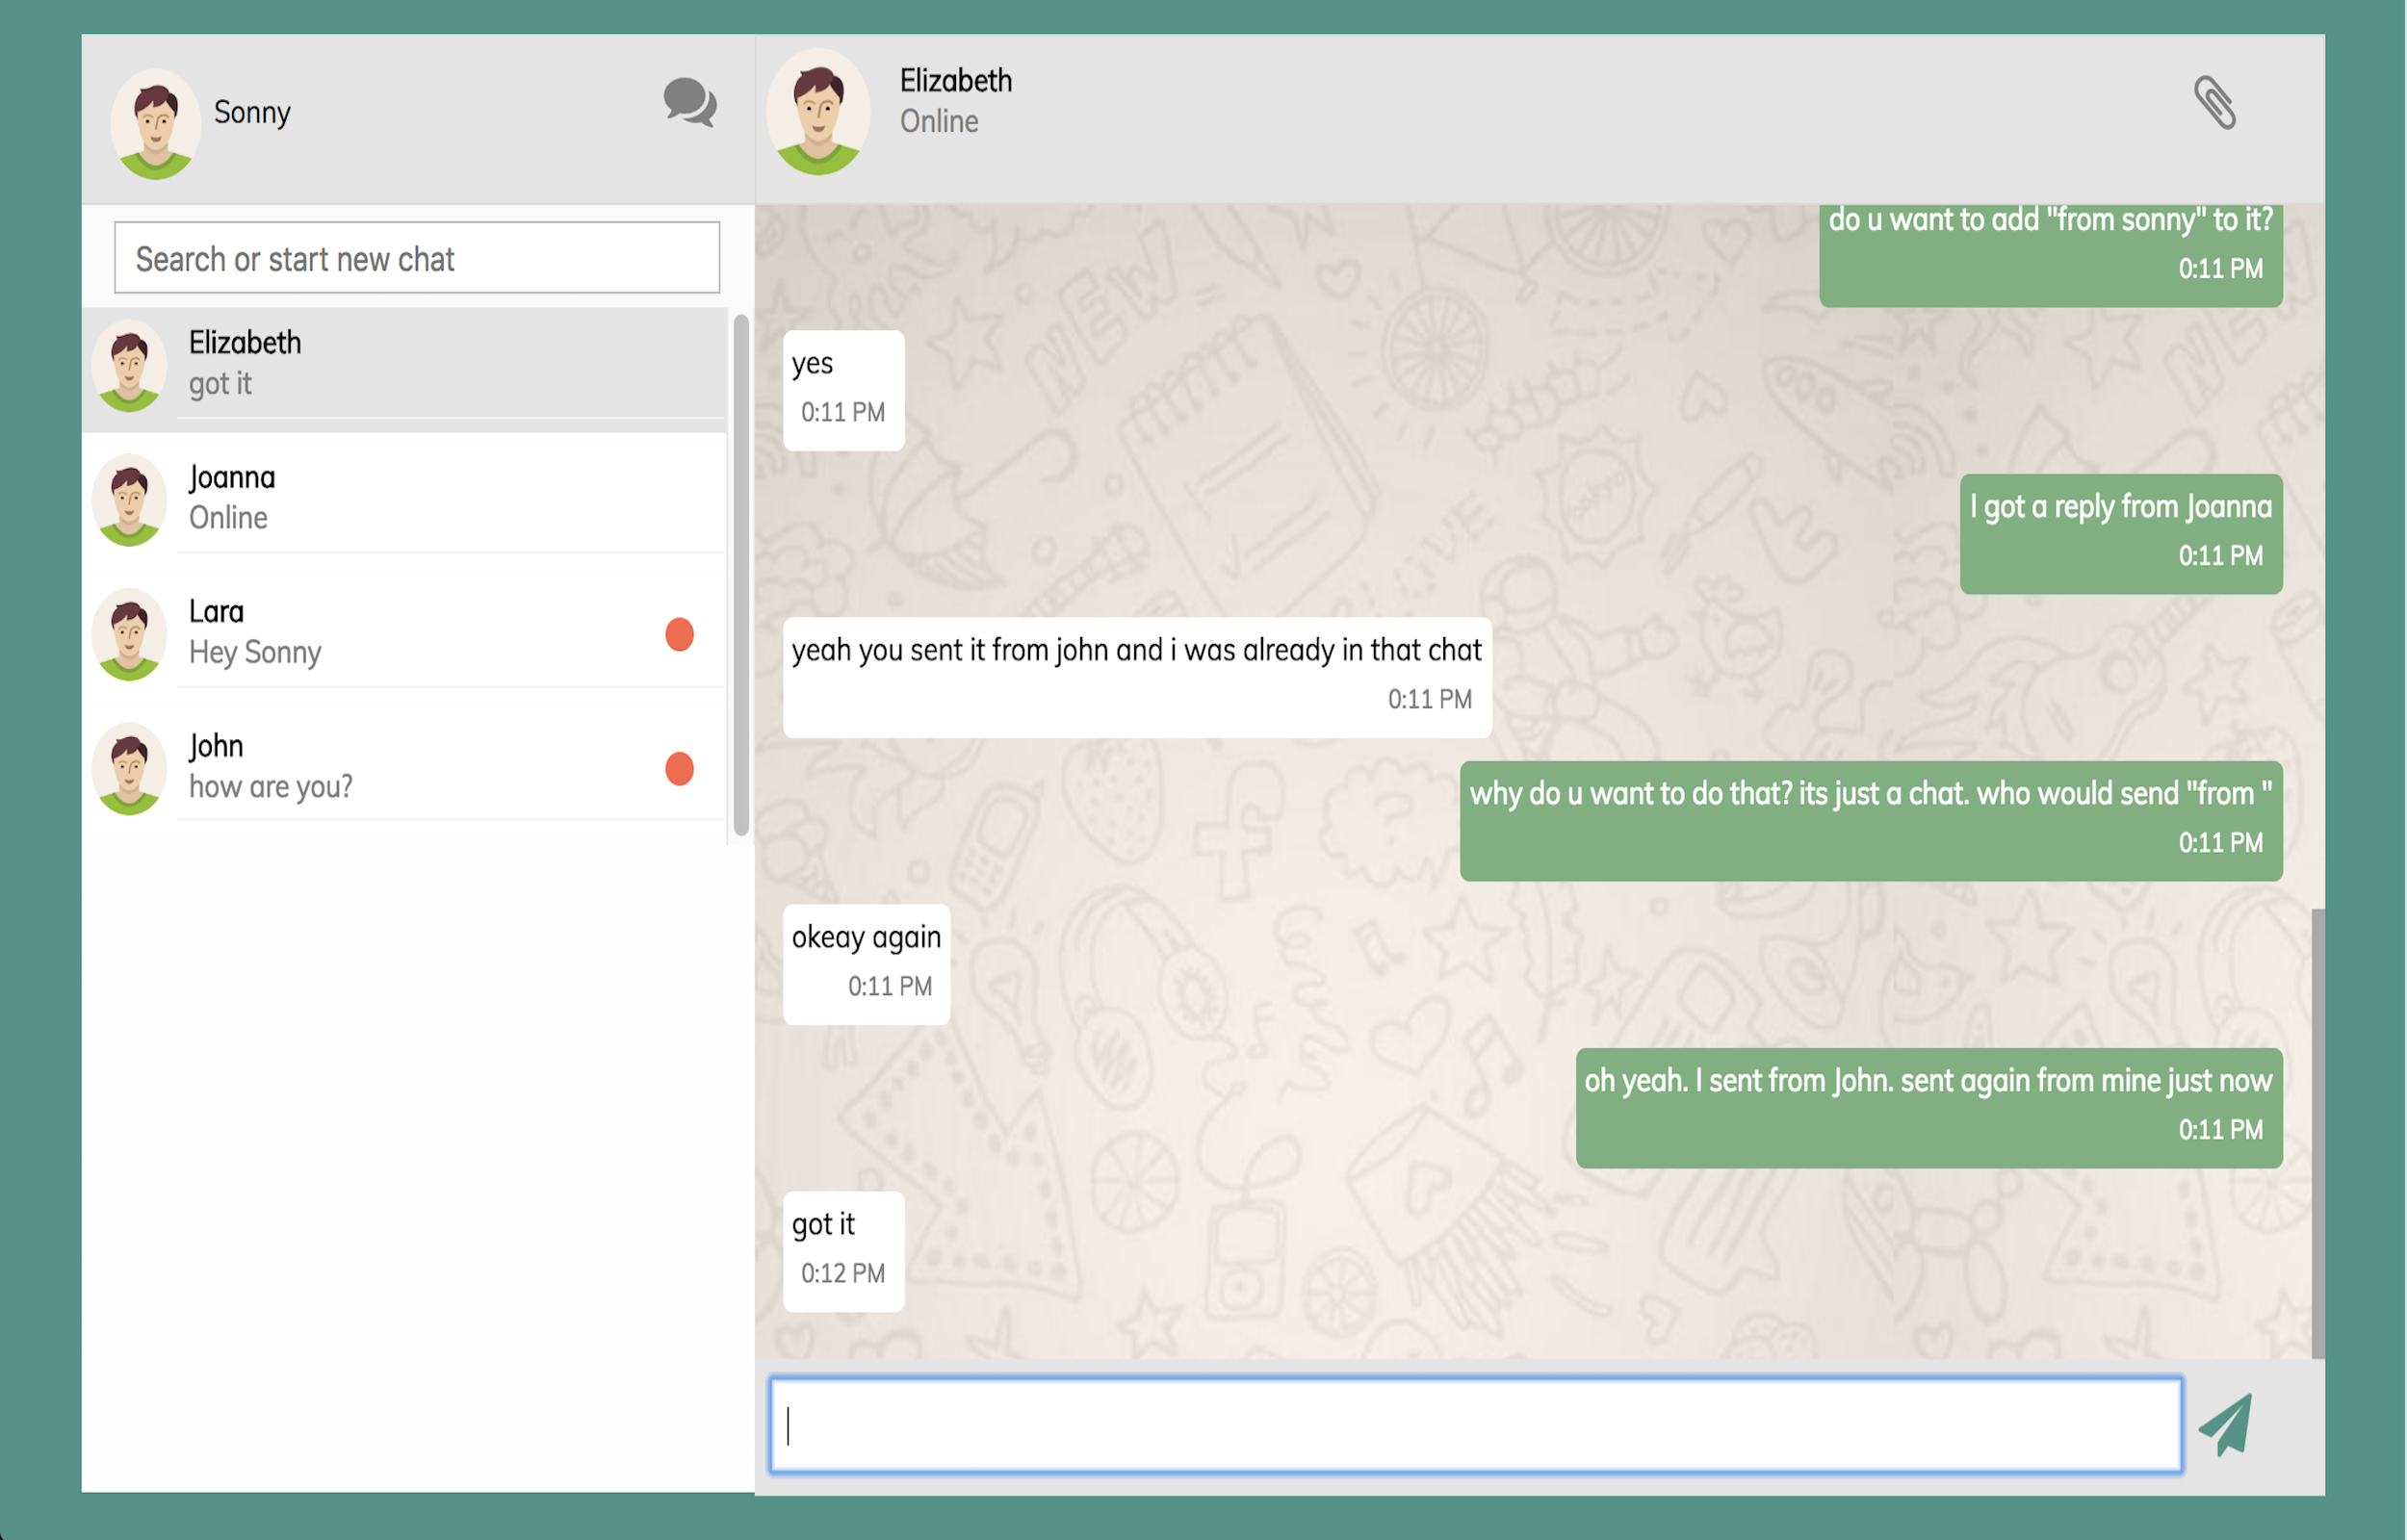 Sonny
Search or start new chat
Elizabeth
got it
Joanna
Online
Lara
Hey Sonny
John
how are you?
Elizabeth
Online
do u want to add "from sonny" to it?
0:11 PM
yes
0:11 PM
I got a reply from Joanna
0:11 PM
yeah you sent it from john and i was already in that chat
0:11 PM
why do u want to do that? its just a chat. who would send "from "
0:11 PM
okeay again
0:11 PM
oh yeah. I sent from John. sent again from mine just now
0:11 PM
got it
0:12 PM
NEW